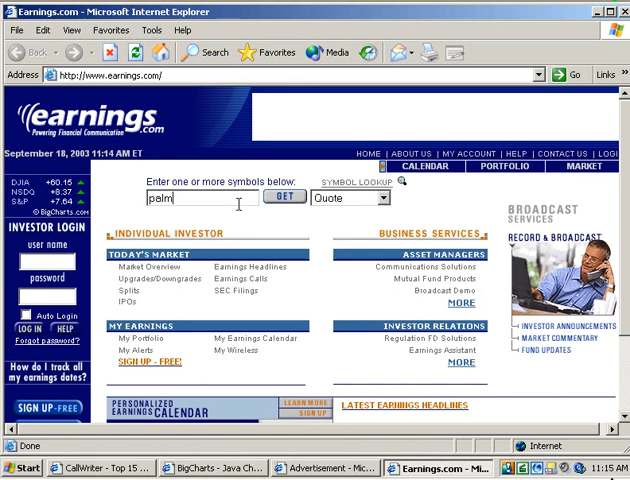 Earnings.com - Microsoft Internet Explorer
File Edit View Favorites Tools Help
Back Search Favorites Media
Address http://www.earnings.com/ Go Links »
earnings.com
Powering Financial Communication
HOME | ABOUT US | MY ACCOUNT | HELP | CONTACT US | LOGI
September 18, 2003 11:14 AM ET
CALENDAR PORTFOLIO MARKET
DJIA +60.15
NSDQ +8.37
S&P +7.64
© BigCharts.com
Enter one or more symbols below: SYMBOL LOOKUP
palm GET Quote
INVESTOR LOGIN
user name
password
Auto Login
LOG IN HELP
Forgot password?
How do I track all my earnings dates?
SIGN UP-FREE
INDIVIDUAL INVESTOR
TODAY'S MARKET
Market Overview Earnings Headlines
Upgrades/Downgrades Earnings Calls
Splits SEC Filings
IPOs
MY EARNINGS
My Portfolio My Earnings Calendar
My Alerts My Wireless
SIGN UP - FREE!
BUSINESS SERVICES
ASSET MANAGERS
Communications Solutions
Mutual Fund Products
Broadcast Demo
MORE
INVESTOR RELATIONS
Regulation FD Solutions
Earnings Assistant
MORE
BROADCAST
SERVICES
RECORD & BROADCAST
INVESTOR ANNOUNCEMENTS
MARKET COMMENTARY
FUND UPDATES
PERSONALIZED
EARNINGS CALENDAR
LEARN MORE
SIGN UP
LATEST EARNINGS HEADLINES
Done Internet
Start CallWriter - Top 15 ... BigCharts - Java Ch... Advertisement - Micros... Earnings.com - Mi... 11:15 AM